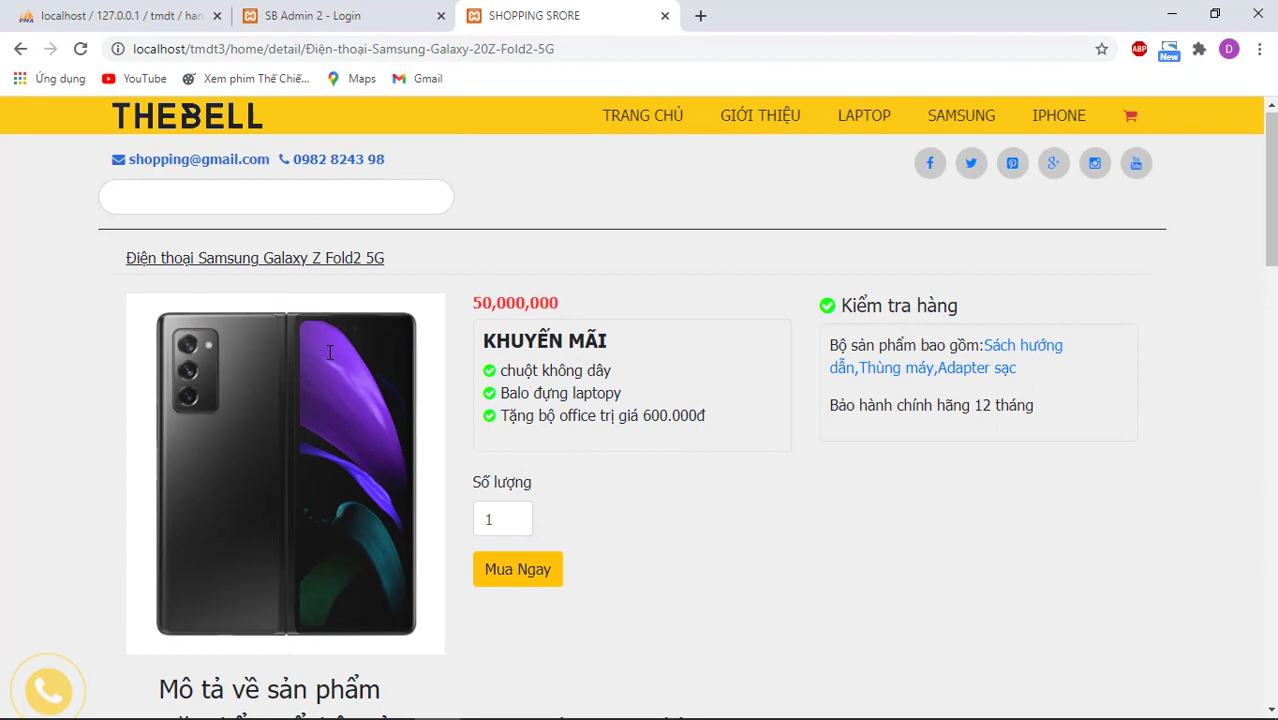 localhost / 127.0.0.1 / tmdt / han
SB Admin 2 - Login
SHOPPING SRORE
localhost/tmdt3/home/detail/Điện-thoại-Samsung-Galaxy-20Z-Fold2-5G
ABP
New
D
Ứng dụng
YouTube
Xem phim Thế Chiế...
Maps
Gmail
THEBELL
TRANG CHỦ
GIỚI THIỆU
LAPTOP
SAMSUNG
IPHONE
shopping@gmail.com 0982 8243 98
Điện thoại Samsung Galaxy Z Fold2 5G
50,000,000
KHUYẾN MÃI
chuột không dây
Balo đựng laptopy
Tặng bộ office trị giá 600.000đ
Số lượng
1
Mua Ngay
Kiểm tra hàng
Bộ sản phẩm bao gồm:Sách hướng
dẫn,Thùng máy,Adapter sạc
Bảo hành chính hãng 12 tháng
Mô tả về sản phẩm